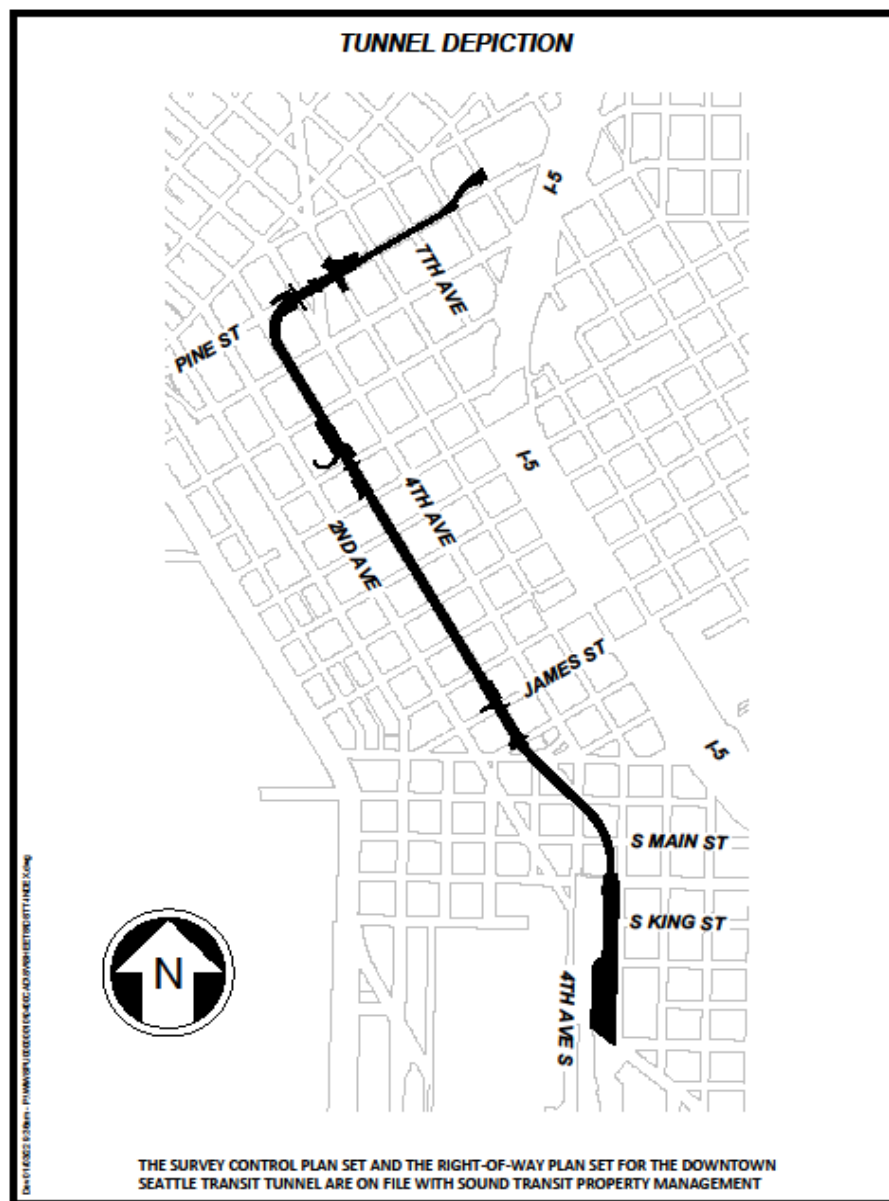 TUNNEL DEPICTION
I-5
7TH AVE
PINE ST
I-5
4TH AVE
2ND AVE
JAMES ST
I-5
S MAIN ST
S KING ST
N
4TH AVE S
THE SURVEY CONTROL PLAN SET AND THE RIGHT-OF-WAY PLAN SET FOR THE DOWNTOWN
SEATTLE TRANSIT TUNNEL ARE ON FILE WITH SOUND TRANSIT PROPERTY MANAGEMENT